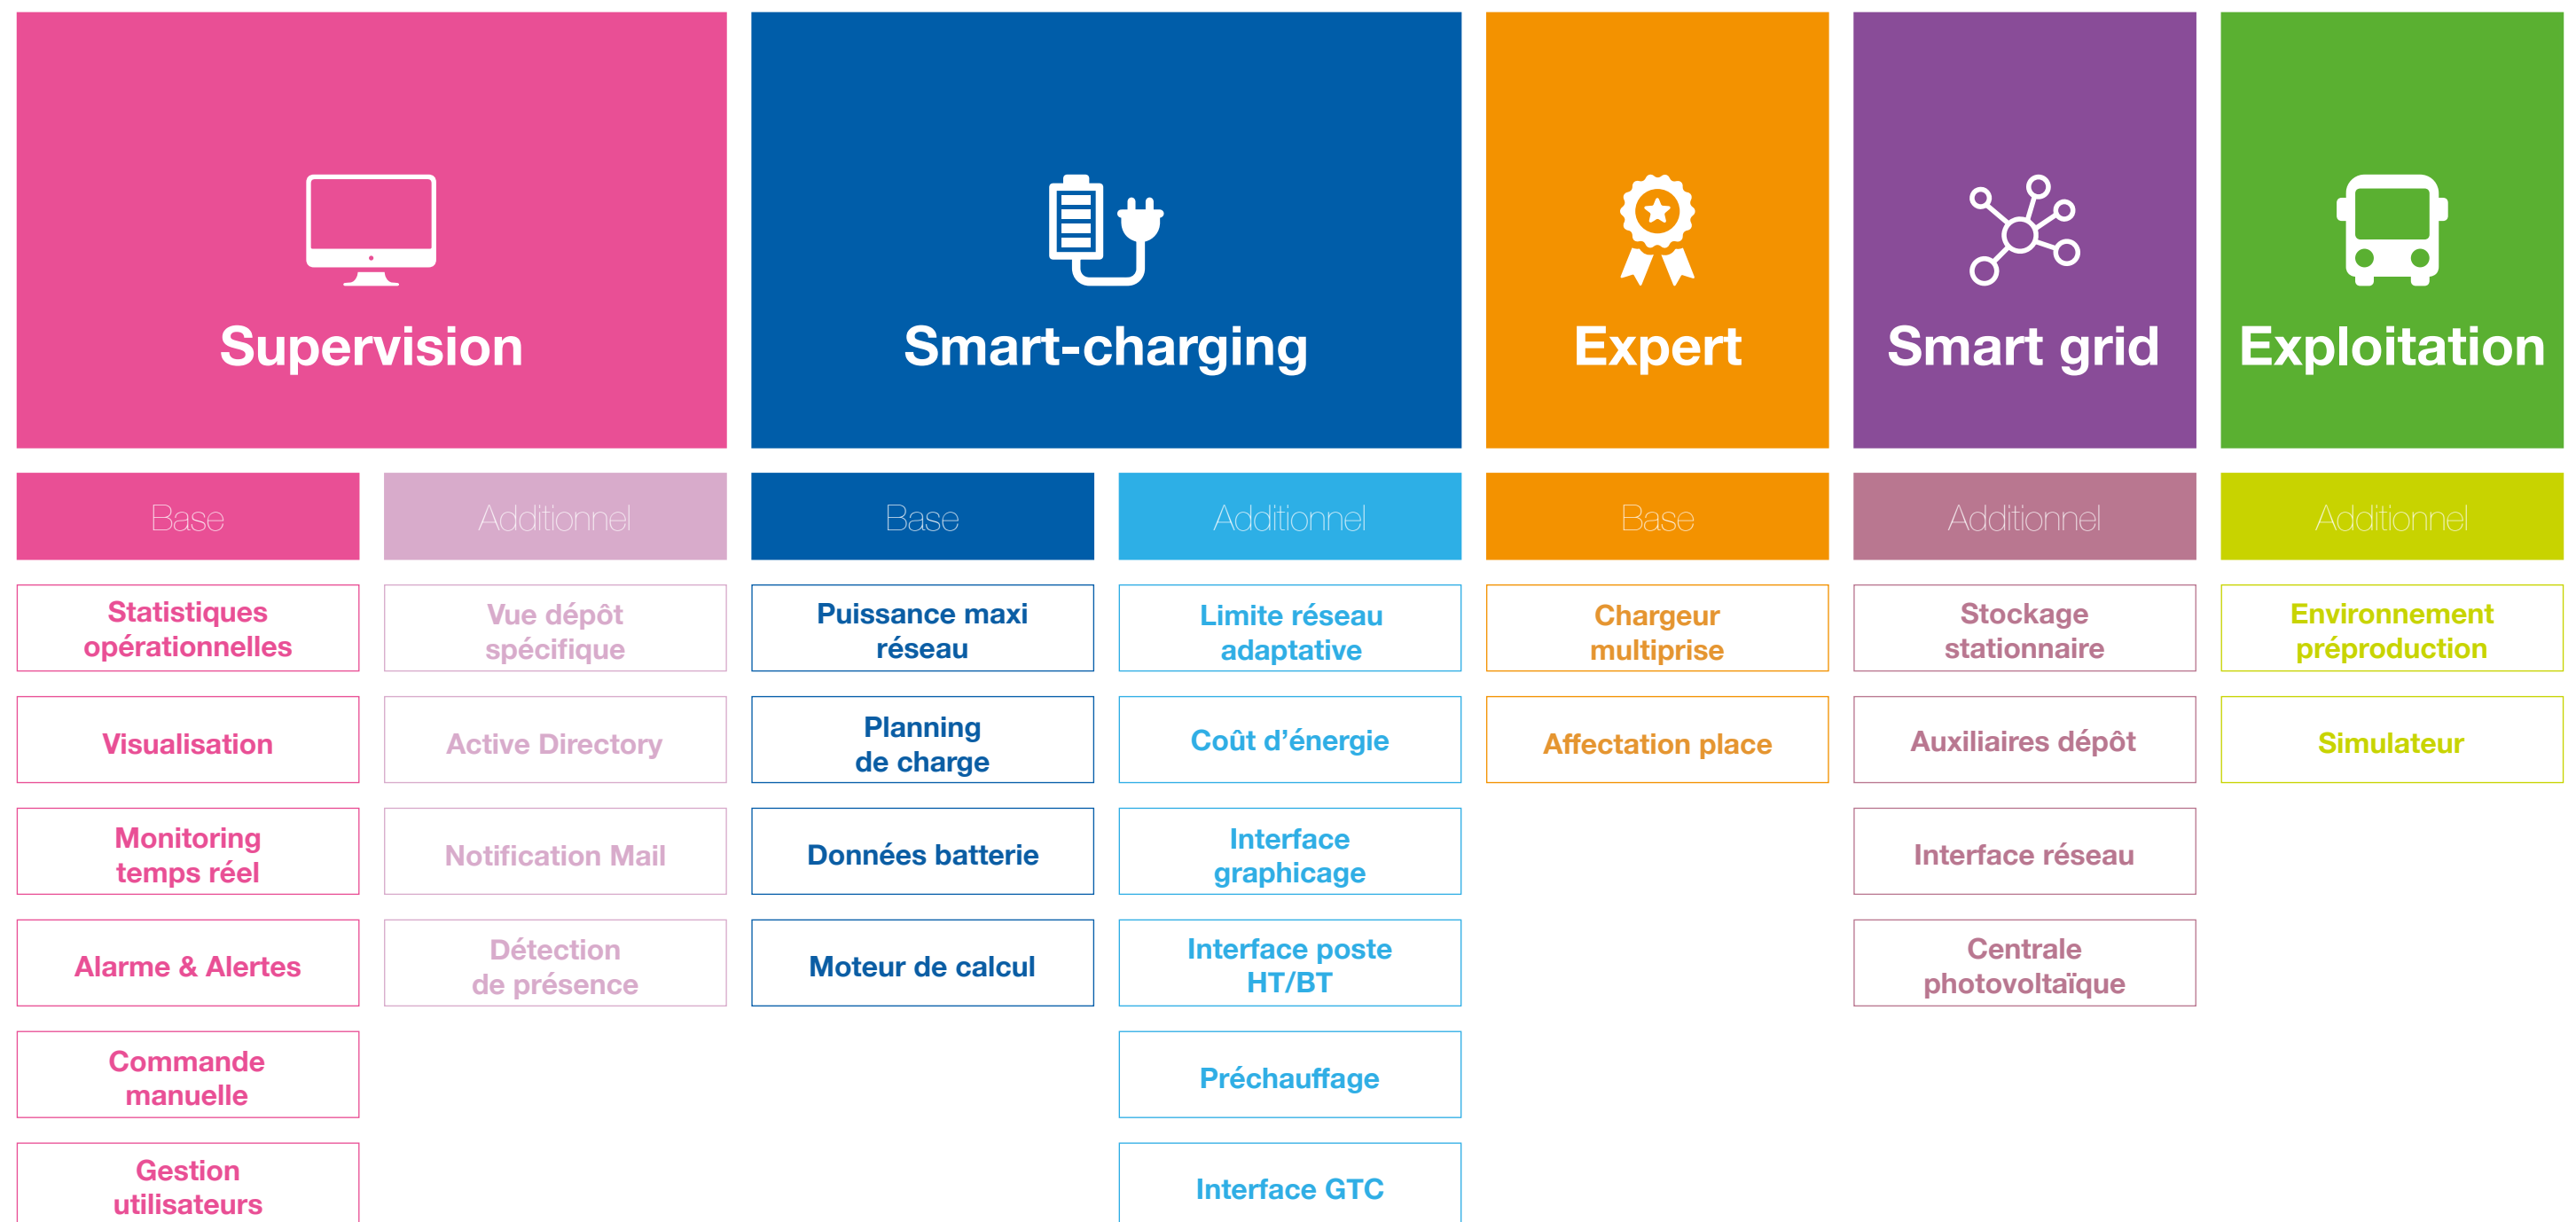 Supervision
Smart-charging
Expert
Smart grid
Exploitation
Base
Additionnel
Base
Additionnel
Base
Additionnel
Additionnel
Statistiques
opérationnelles
Vue dépôt
spécifique
Puissance maxi
réseau
Limite réseau
adaptative
Chargeur
multiprise
Stockage
stationnaire
Environnement
préproduction
Visualisation
Active Directory
Planning
de charge
Coût d’énergie
Affectation place
Auxiliaires dépôt
Simulateur
Monitoring
temps réel
Notification Mail
Données batterie
Interface
graphicage
Interface réseau
Alarme & Alertes
Détection
de présence
Moteur de calcul
Interface poste
HT/BT
Centrale
photovoltaïque
Commande
manuelle
Préchauffage
Gestion
utilisateurs
Interface GTC